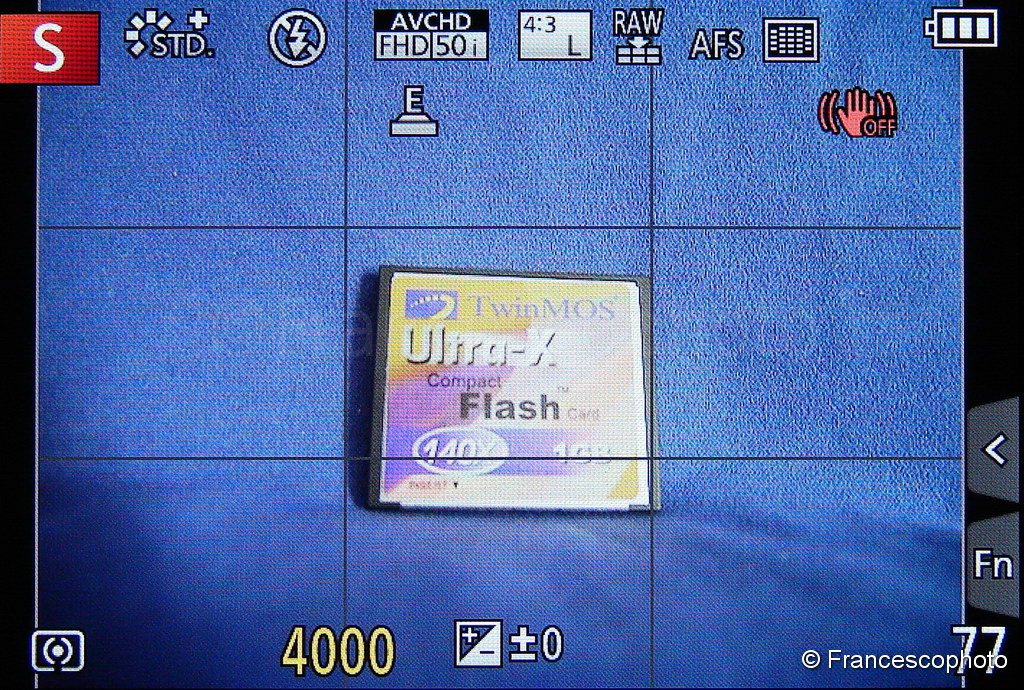 S
STD.
AVCHD
FHD 50i
4:3 L
RAW
AFS
E
OFF
TwinMOS
Ultra-X
Compact
Flash™ Card
140X 1GB
Fn
4000
±0
77
© Francescophoto